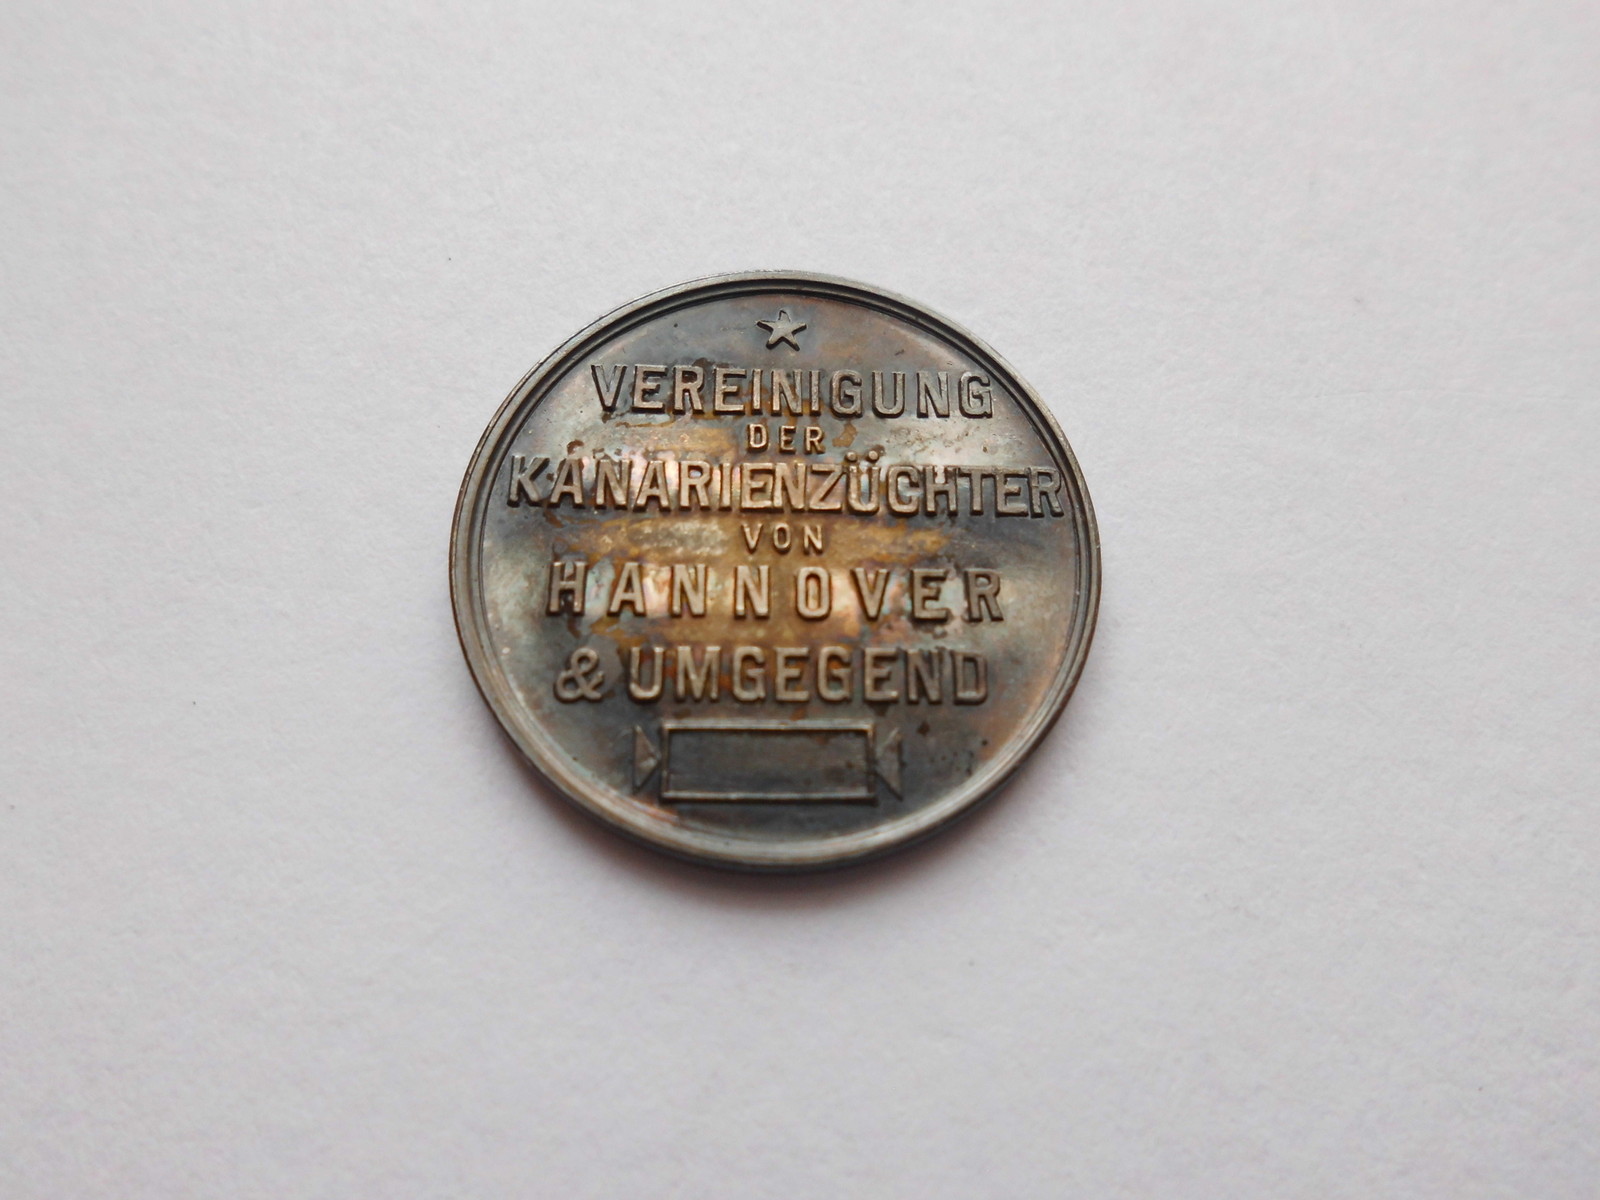 VEREINIGUNG
DER
KANARIENZÜCHTER
VON
HANNOVER
& UMGEGEND